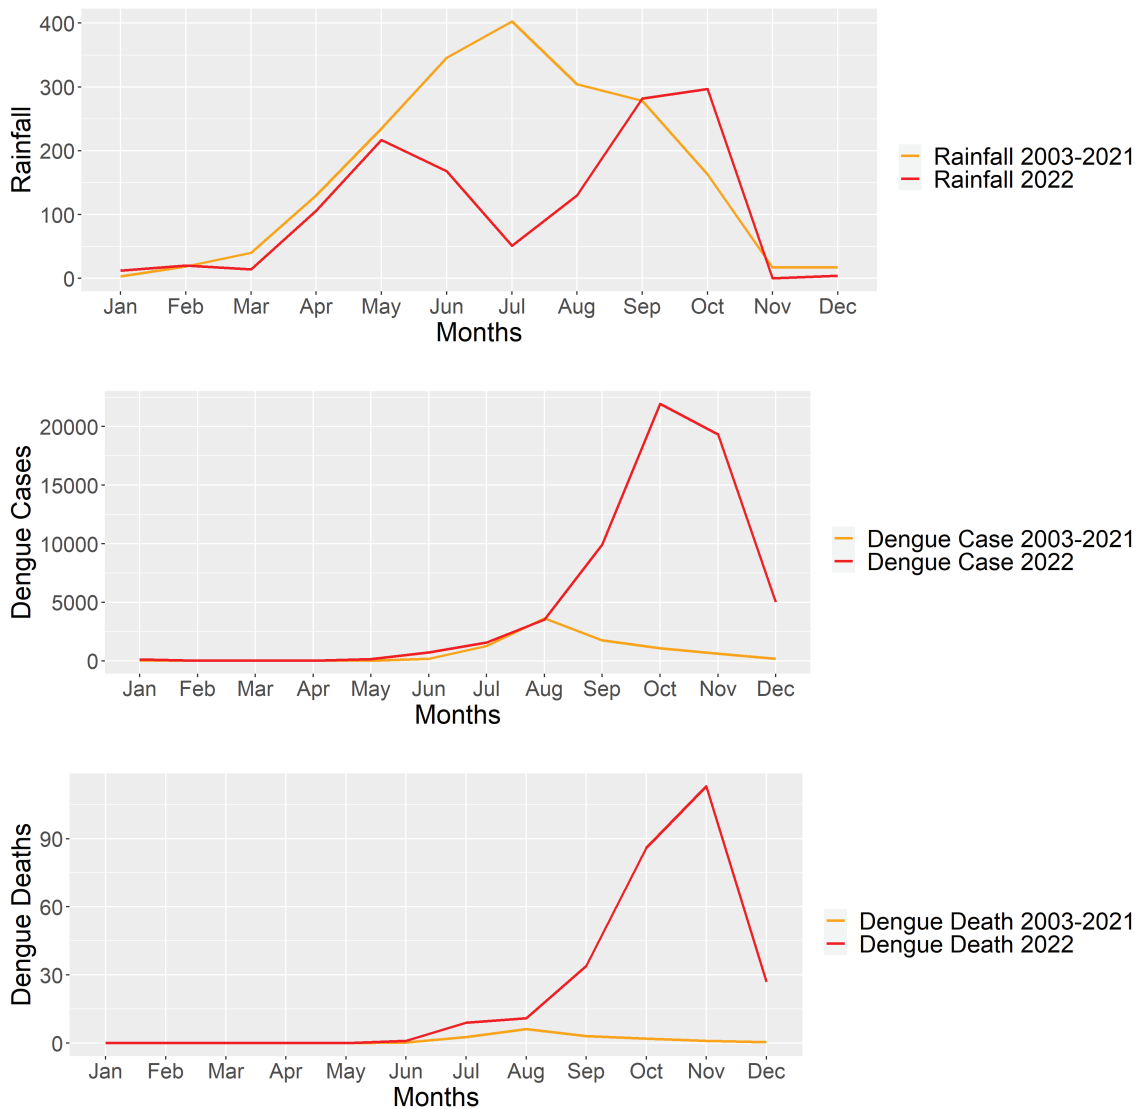 400
300
200
100
0
Rainfall
Jan Feb Mar Apr May Jun Jul Aug Sep Oct Nov Dec
Months
Rainfall 2003-2021
Rainfall 2022
20000
15000
10000
5000
0
Dengue Cases
Jan Feb Mar Apr May Jun Jul Aug Sep Oct Nov Dec
Months
Dengue Case 2003-2021
Dengue Case 2022
90
60
30
0
Dengue Deaths
Jan Feb Mar Apr May Jun Jul Aug Sep Oct Nov Dec
Months
Dengue Death 2003-2021
Dengue Death 2022